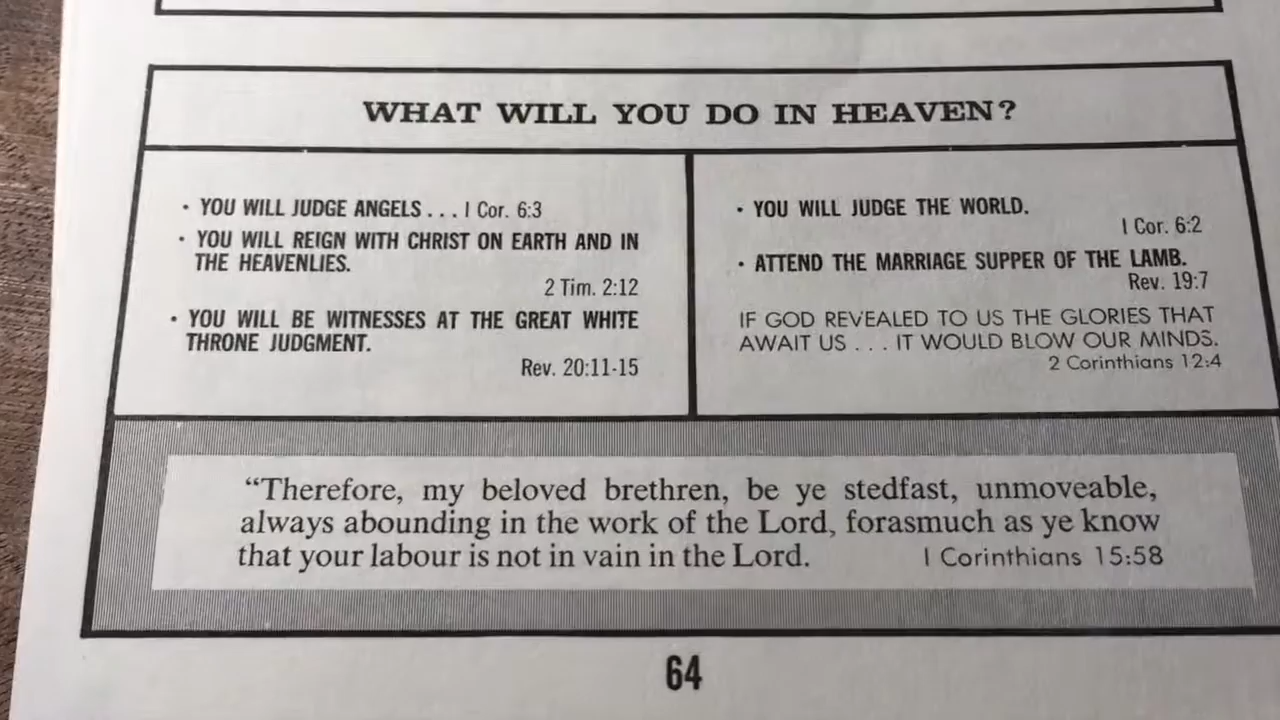 WHAT WILL YOU DO IN HEAVEN?
• YOU WILL JUDGE ANGELS . . . I Cor. 6:3
• YOU WILL REIGN WITH CHRIST ON EARTH AND IN
THE HEAVENLIES.
2 Tim. 2:12
• YOU WILL BE WITNESSES AT THE GREAT WHITE
THRONE JUDGMENT.
Rev. 20:11-15
• YOU WILL JUDGE THE WORLD.
I Cor. 6:2
• ATTEND THE MARRIAGE SUPPER OF THE LAMB.
Rev. 19:7
IF GOD REVEALED TO US THE GLORIES THAT
AWAIT US . . . IT WOULD BLOW OUR MINDS.
2 Corinthians 12:4
“Therefore, my beloved brethren, be ye stedfast, unmoveable,
always abounding in the work of the Lord, forasmuch as ye know
that your labour is not in vain in the Lord. I Corinthians 15:58
64